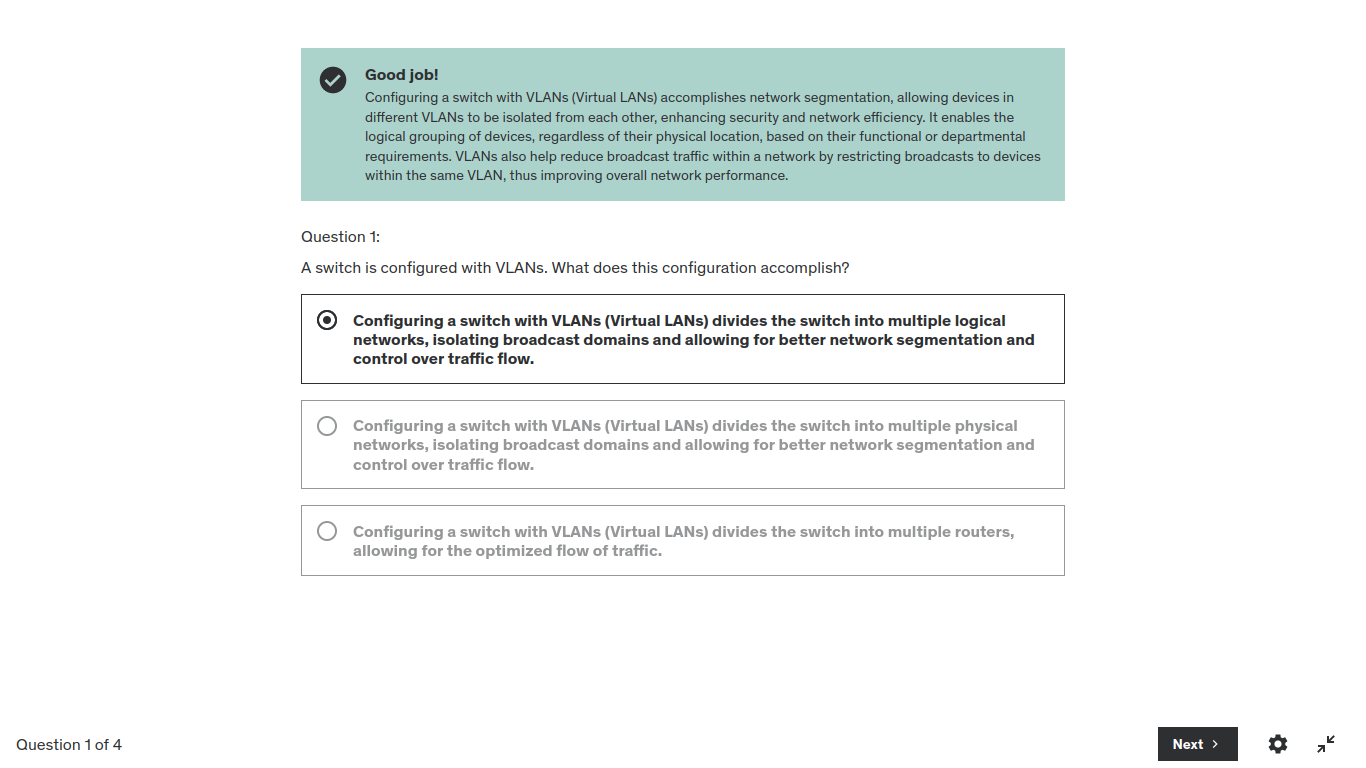 Good job!
Configuring a switch with VLANs (Virtual LANs) accomplishes network segmentation, allowing devices in
different VLANs to be isolated from each other, enhancing security and network efficiency. It enables the
logical grouping of devices, regardless of their physical location, based on their functional or departmental
requirements. VLANs also help reduce broadcast traffic within a network by restricting broadcasts to devices
within the same VLAN, thus improving overall network performance.
Question 1:
A switch is configured with VLANs. What does this configuration accomplish?
Configuring a switch with VLANs (Virtual LANs) divides the switch into multiple logical
networks, isolating broadcast domains and allowing for better network segmentation and
control over traffic flow.
Configuring a switch with VLANs (Virtual LANs) divides the switch into multiple physical
networks, isolating broadcast domains and allowing for better network segmentation and
control over traffic flow.
Configuring a switch with VLANs (Virtual LANs) divides the switch into multiple routers,
allowing for the optimized flow of traffic.
Question 1 of 4
Next